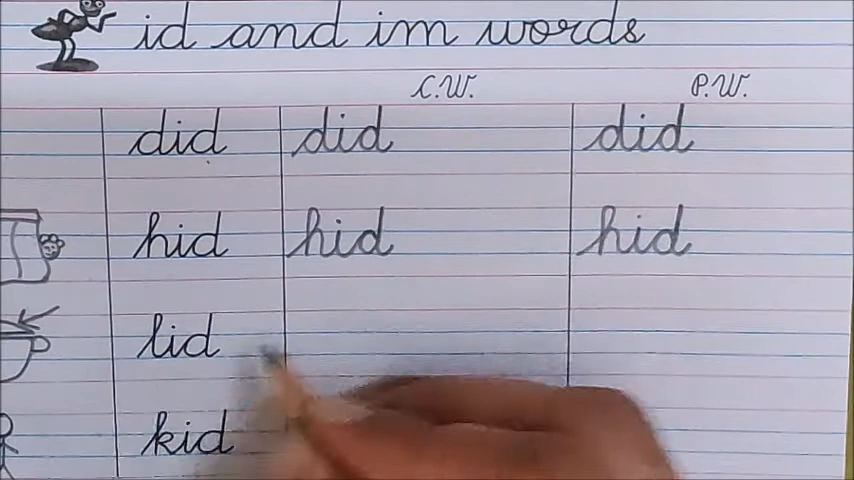 id and im words
C.W. P.W.
did did did
hid hid hid
lid
kid